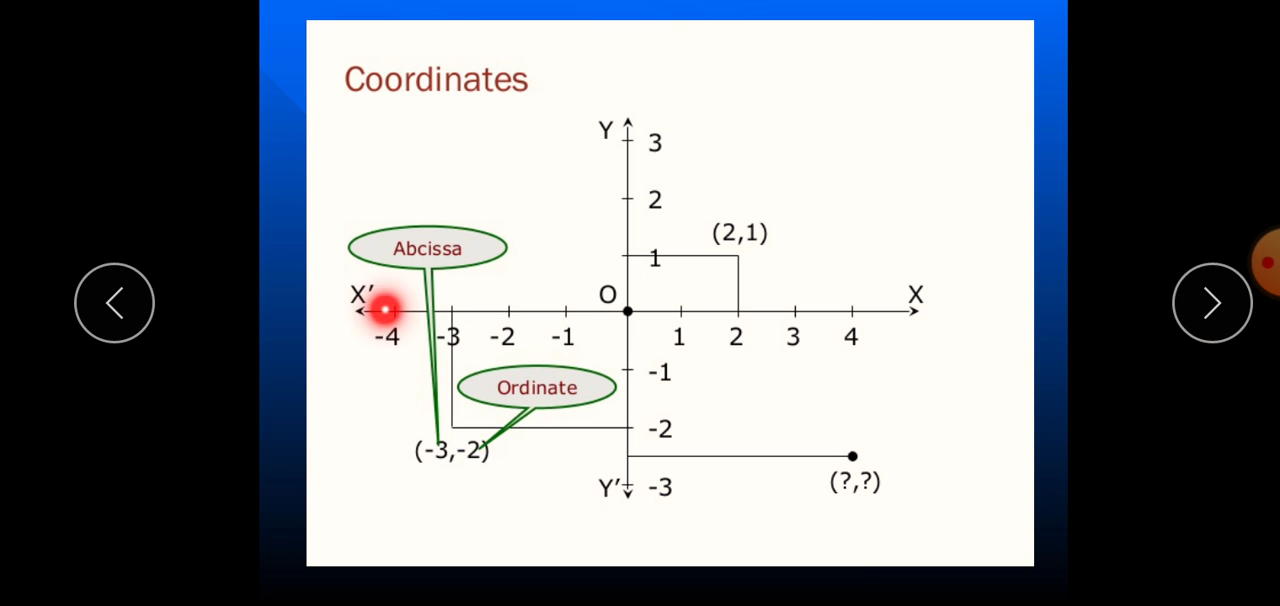 Coordinates
Y
3
2
(2,1)
Abcissa
1
X′
O
X
-4
-3
-2
-1
1
2
3
4
-1
Ordinate
-2
(-3,-2)
(?,?)
Y′
-3